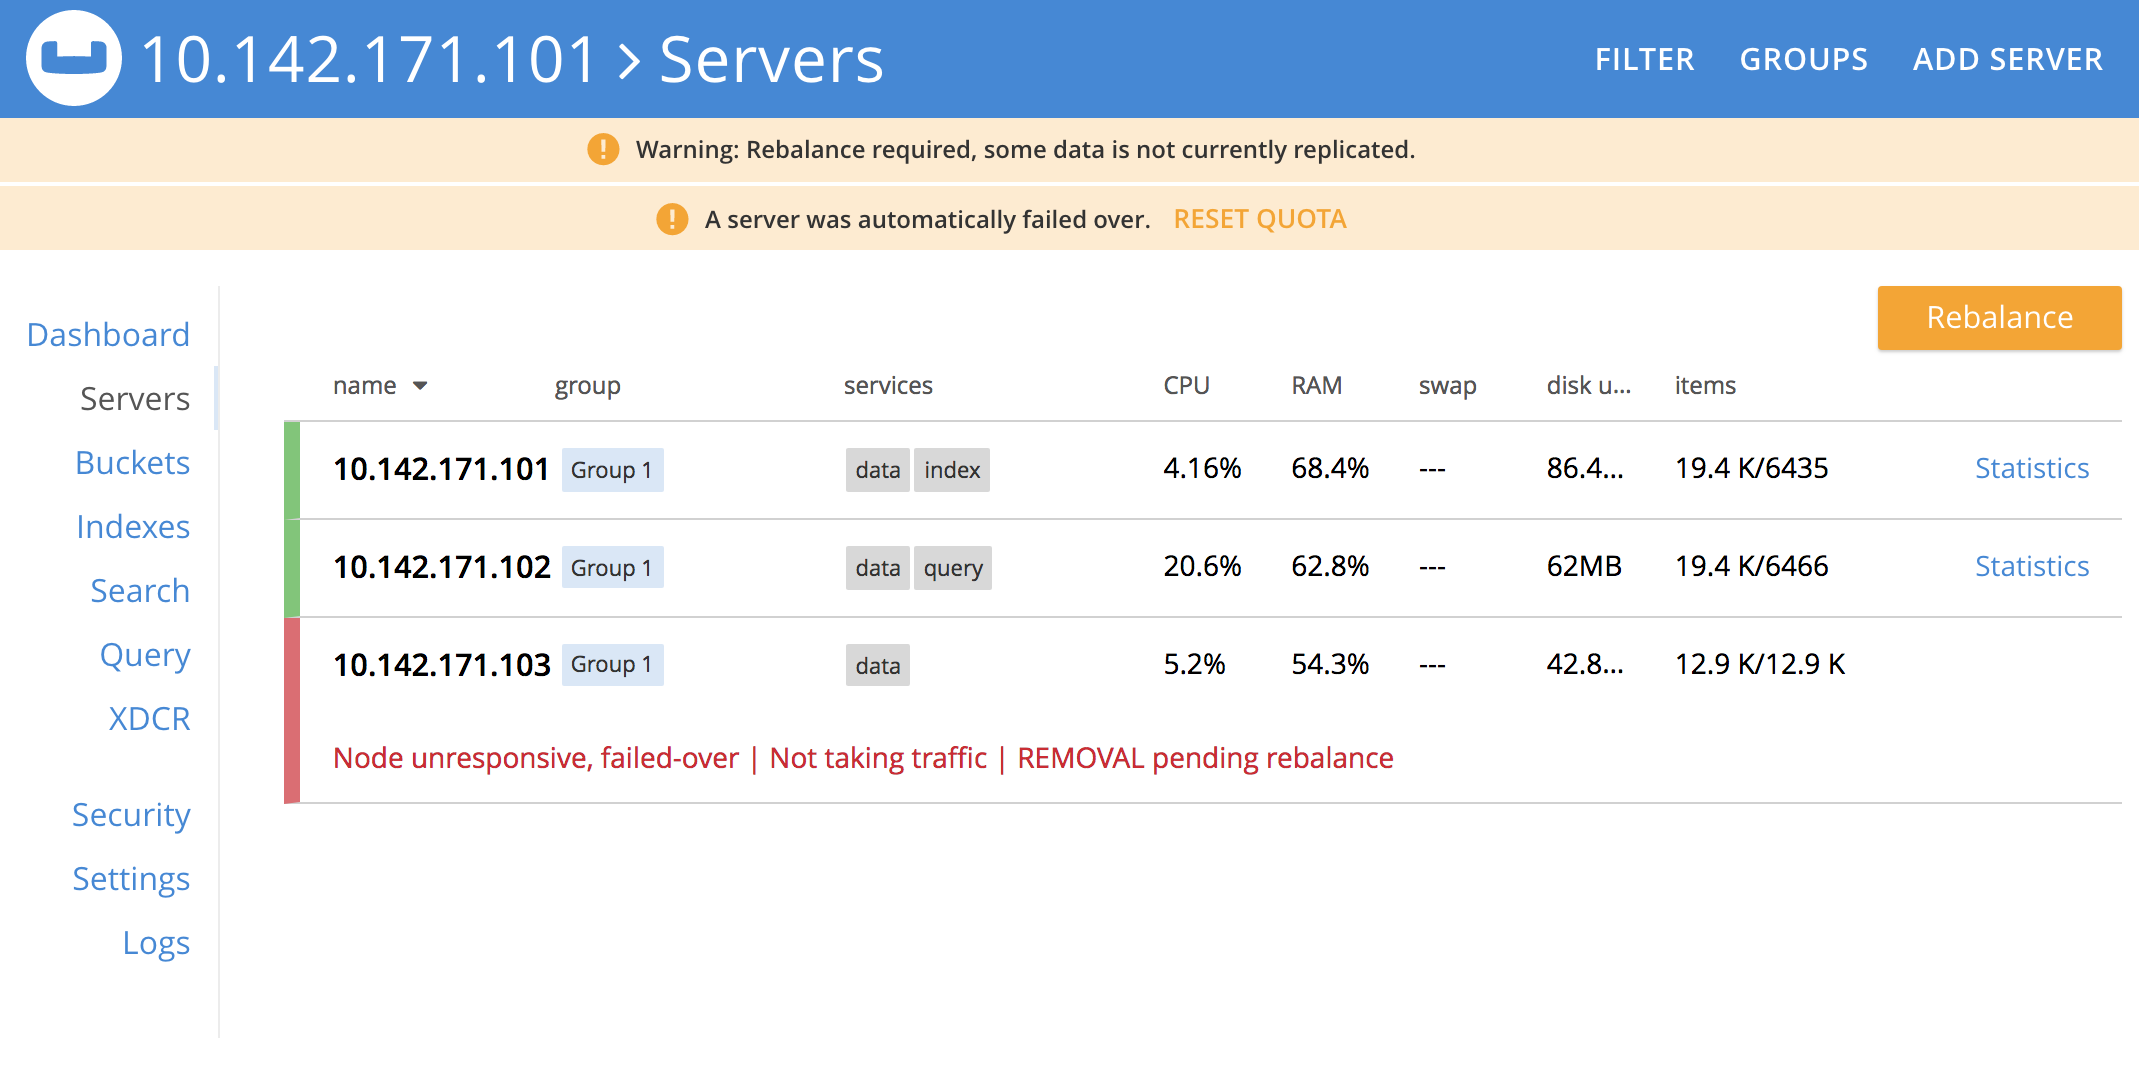 10.142.171.101 > Servers FILTER GROUPS ADD SERVER
Warning: Rebalance required, some data is not currently replicated.
A server was automatically failed over. RESET QUOTA
Rebalance
Dashboard
Servers
Buckets
Indexes
Search
Query
XDCR
Security
Settings
Logs
name group services CPU RAM swap disk u... items
10.142.171.101 Group 1 data index 4.16% 68.4% --- 86.4... 19.4 K/6435 Statistics
10.142.171.102 Group 1 data query 20.6% 62.8% --- 62MB 19.4 K/6466 Statistics
10.142.171.103 Group 1 data 5.2% 54.3% --- 42.8... 12.9 K/12.9 K
Node unresponsive, failed-over | Not taking traffic | REMOVAL pending rebalance